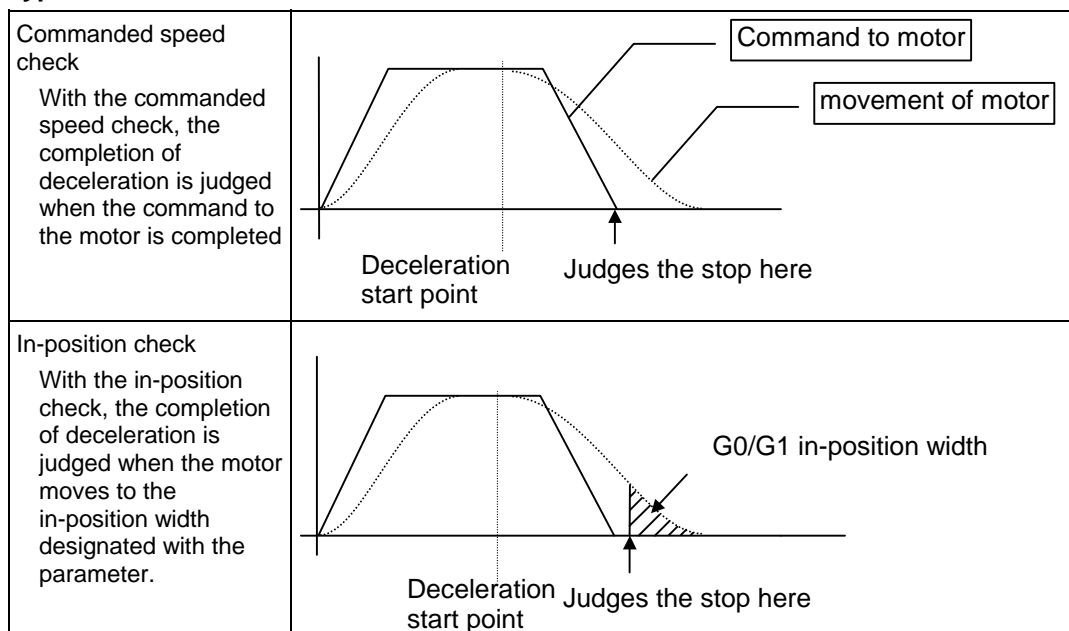 Commanded speed
check
With the commanded
speed check, the
completion of
deceleration is judged
when the command to
the motor is completed
Command to motor
movement of motor
Deceleration
start point
Judges the stop here
In-position check
With the in-position
check, the completion
of deceleration is
judged when the motor
moves to the
in-position width
designated with the
parameter.
G0/G1 in-position width
Deceleration
start point
Judges the stop here